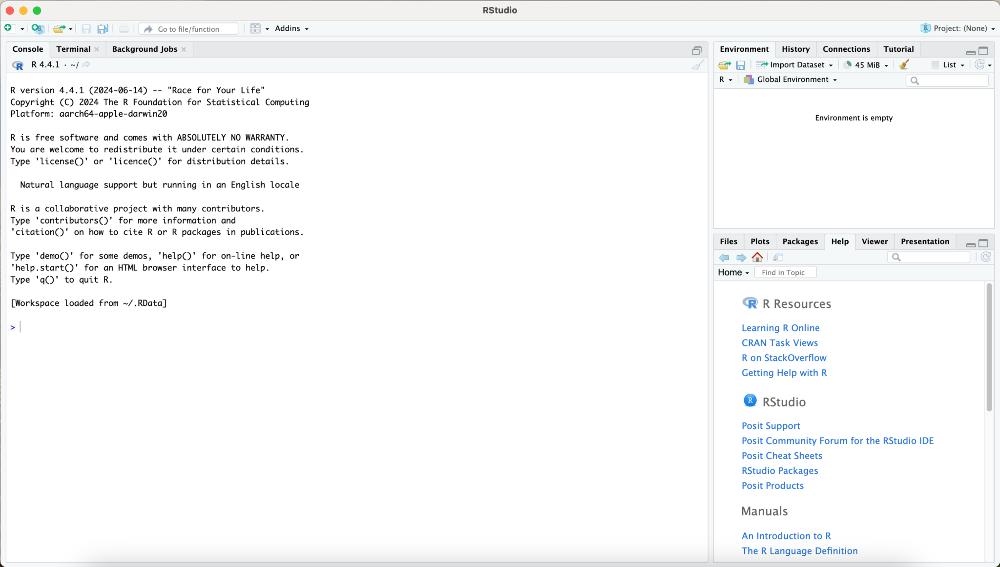 RStudio
Go to file/function
Addins
Project: (None)
Console
Terminal
Background Jobs
R 4.4.1 · ~/
R version 4.4.1 (2024-06-14) -- "Race for Your Life"
Copyright (C) 2024 The R Foundation for Statistical Computing
Platform: aarch64-apple-darwin20
R is free software and comes with ABSOLUTELY NO WARRANTY.
You are welcome to redistribute it under certain conditions.
Type 'license()' or 'licence()' for distribution details.
Natural language support but running in an English locale
R is a collaborative project with many contributors.
Type 'contributors()' for more information and
'citation()' on how to cite R or R packages in publications.
Type 'demo()' for some demos, 'help()' for on-line help, or
'help.start()' for an HTML browser interface to help.
Type 'q()' to quit R.
[Workspace loaded from ~/.RData]
>
Environment
History
Connections
Tutorial
Import Dataset
45 MiB
List
R
Global Environment
Environment is empty
Files
Plots
Packages
Help
Viewer
Presentation
Home
Find in Topic
R Resources
Learning R Online
CRAN Task Views
R on StackOverflow
Getting Help with R
RStudio
Posit Support
Posit Community Forum for the RStudio IDE
Posit Cheat Sheets
RStudio Packages
Posit Products
Manuals
An Introduction to R
The R Language Definition